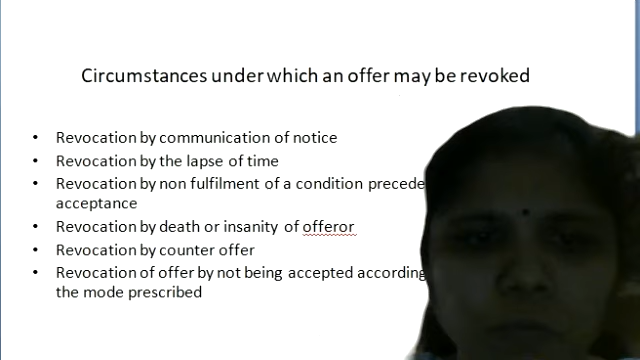 Circumstances under which an offer may be revoked
• Revocation by communication of notice
• Revocation by the lapse of time
• Revocation by non fulfilment of a condition precede
acceptance
• Revocation by death or insanity of offeror
• Revocation by counter offer
• Revocation of offer by not being accepted according
the mode prescribed